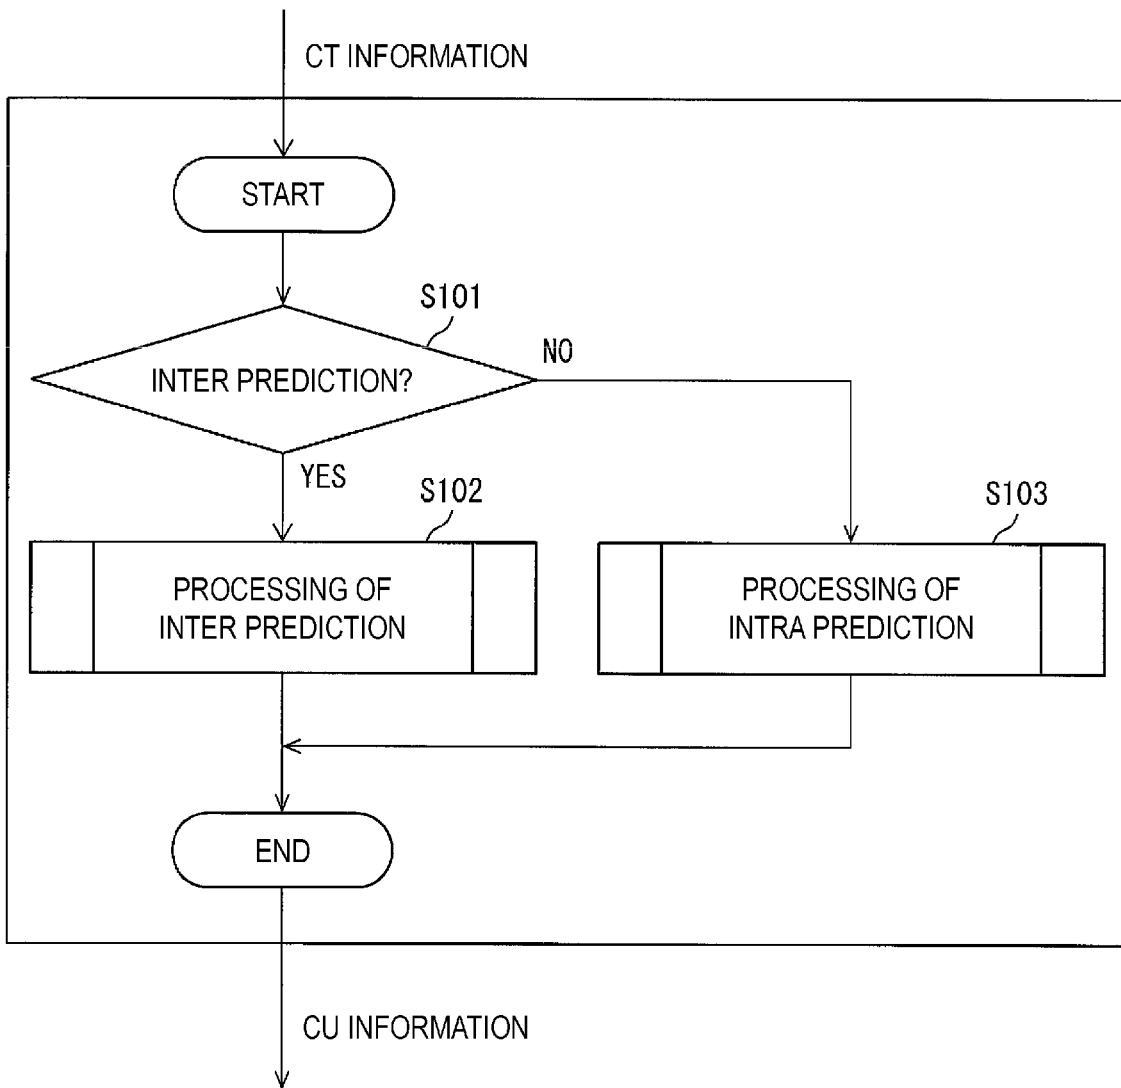 CT INFORMATION
START
S101
INTER PREDICTION?
NO
YES
S102
S103
PROCESSING OF
INTER PREDICTION
PROCESSING OF
INTRA PREDICTION
END
CU INFORMATION